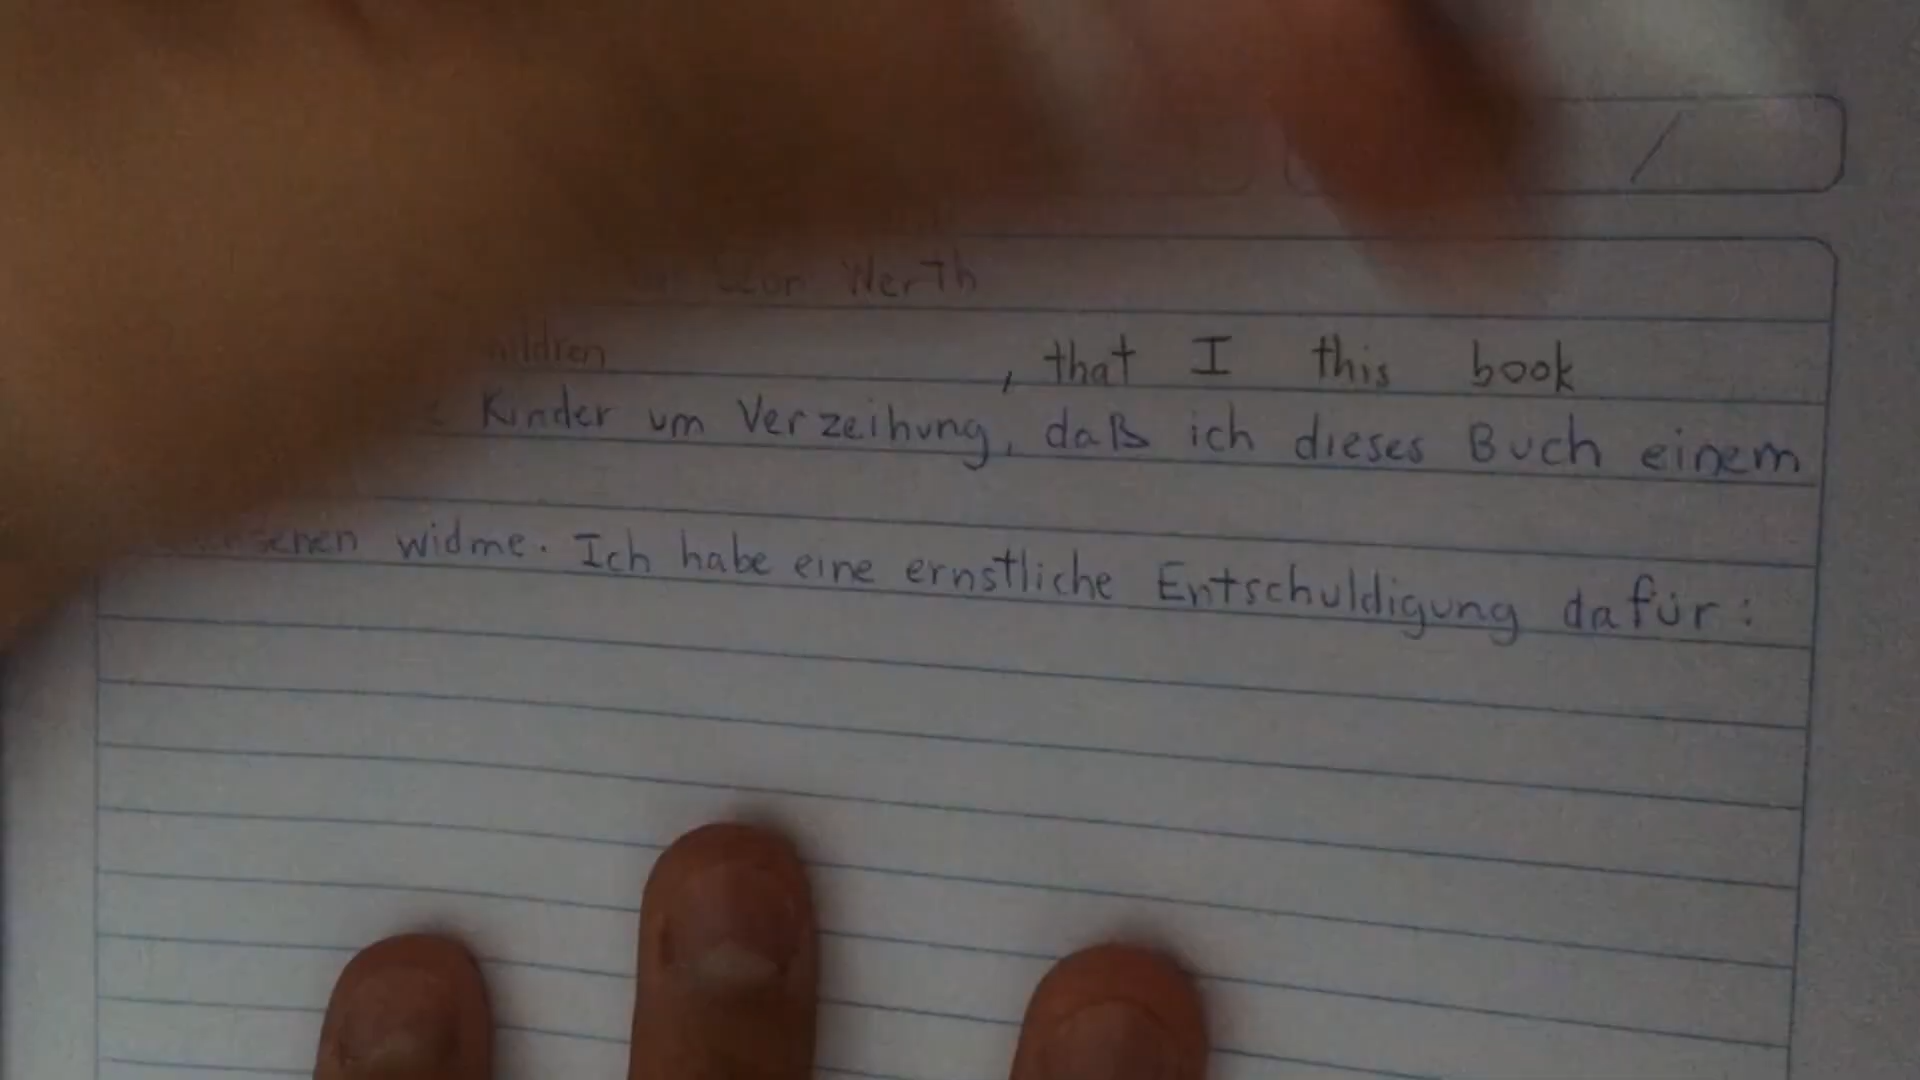 Werth
children , that I this book
Kinder um Verzeihung, daß ich dieses Buch einem
widme. Ich habe eine ernstliche Entschuldigung dafür: